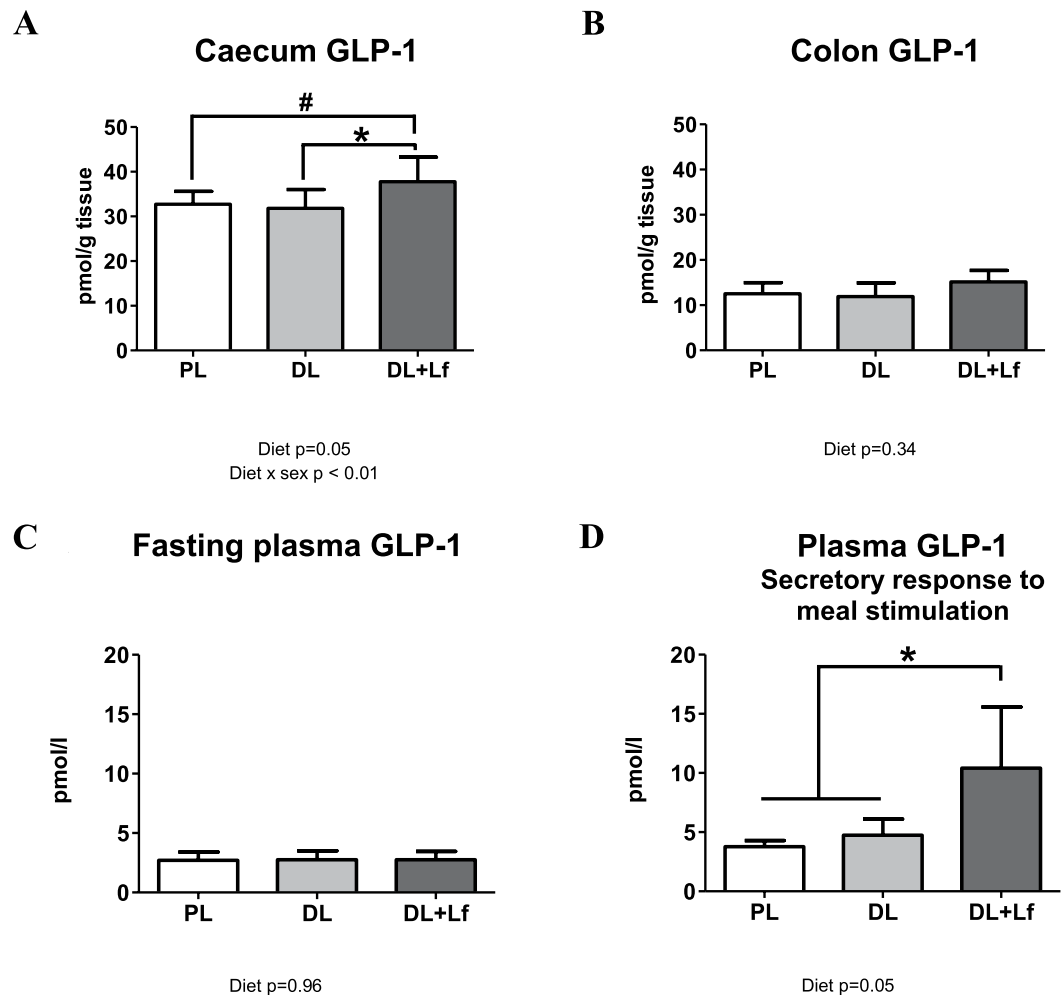 A
Caecum GLP-1
#
*
pmol/g tissue
50
40
30
20
10
0
PL DL DL+Lf
Diet p=0.05
Diet x sex p < 0.01
B
Colon GLP-1
pmol/g tissue
50
40
30
20
10
0
PL DL DL+Lf
Diet p=0.34
C
Fasting plasma GLP-1
pmol/l
20
15
10
5
0
PL DL DL+Lf
Diet p=0.96
D
Plasma GLP-1
Secretory response to
meal stimulation
*
pmol/l
20
15
10
5
0
PL DL DL+Lf
Diet p=0.05